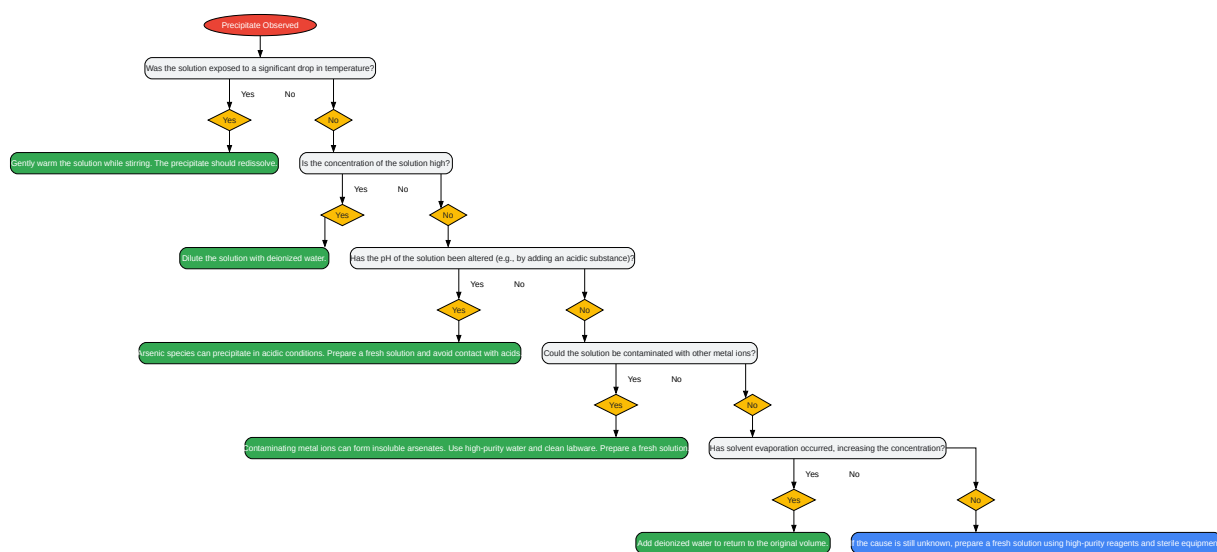 Precipitate Observed
Was the solution exposed to a significant drop in temperature?
Yes
No
Yes
No
Gently warm the solution while stirring. The precipitate should redissolve.
Is the concentration of the solution high?
Yes
No
Yes
No
Dilute the solution with deionized water.
Has the pH of the solution been altered (e.g., by adding an acidic substance)?
Yes
No
Yes
No
Arsenic species can precipitate in acidic conditions. Prepare a fresh solution and avoid contact with acids.
Could the solution be contaminated with other metal ions?
Yes
No
Yes
No
Contaminating metal ions can form insoluble arsenates. Use high-purity water and clean labware. Prepare a fresh solution.
Has solvent evaporation occurred, increasing the concentration?
Yes
No
Yes
No
Add deionized water to return to the original volume.
If the cause is still unknown, prepare a fresh solution using high-purity reagents and sterile equipment